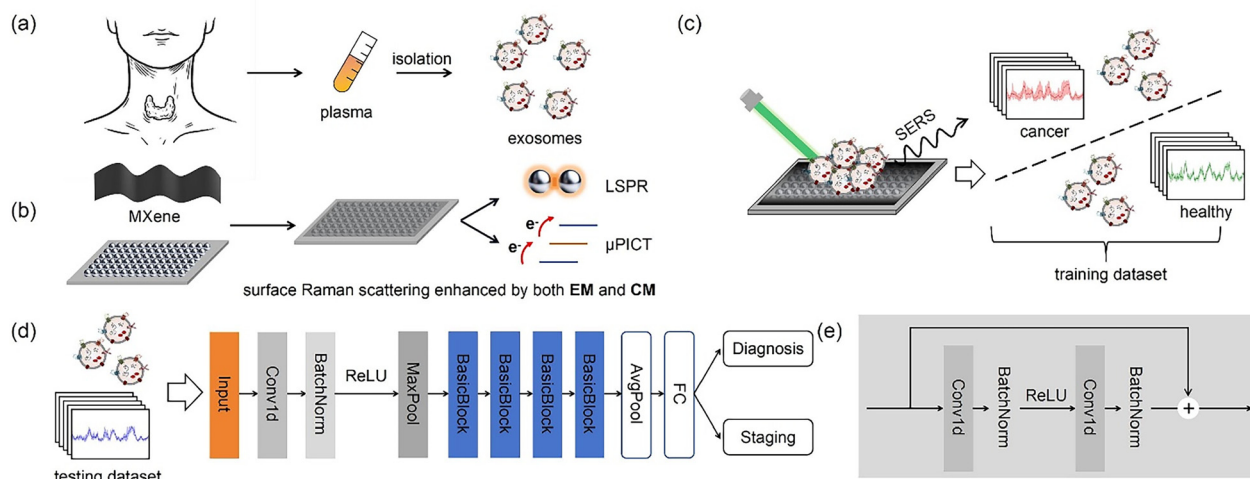 (a)
plasma
isolation
exosomes
MXene
(b)
LSPR
e-
e-
μPICT
surface Raman scattering enhanced by both EM and CM
(c)
SERS
cancer
healthy
training dataset
(d)
testing dataset
Input
Conv1d
BatchNorm
ReLU
MaxPool
BasicBlock
BasicBlock
BasicBlock
BasicBlock
AvgPool
FC
Diagnosis
Staging
(e)
Conv1d
BatchNorm
ReLU
Conv1d
BatchNorm
+